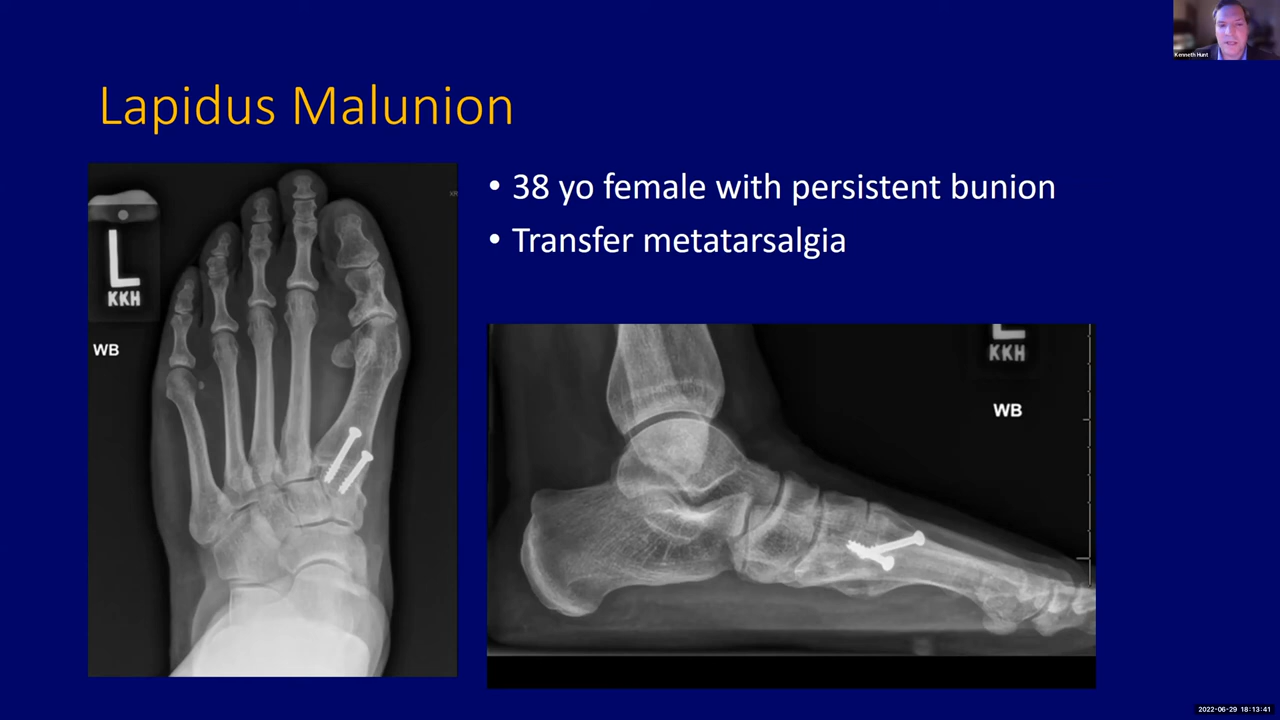 Kenneth Hunt
Lapidus Malunion
L
KKH
WB
• 38 yo female with persistent bunion
• Transfer metatarsalgia
KKH
WB
2022-06-29 18:13:41